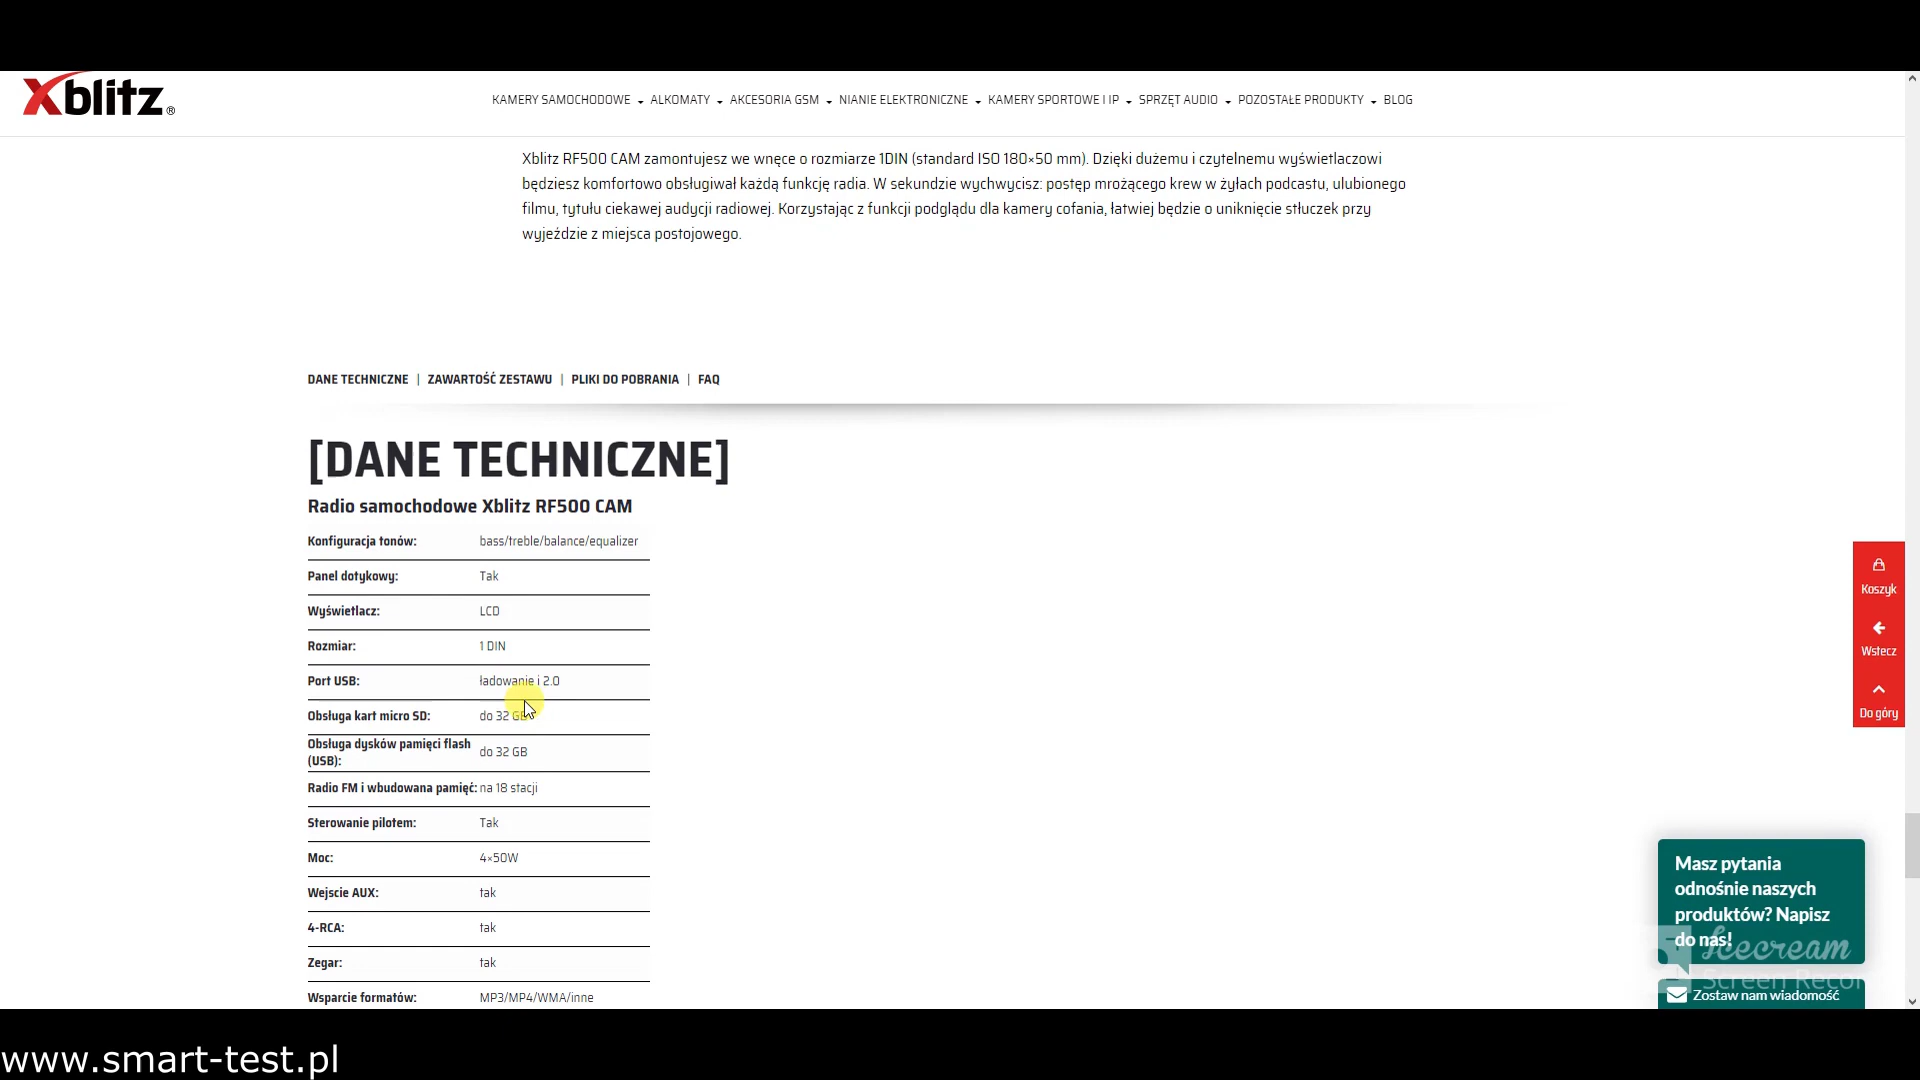 Xblitz®
KAMERY SAMOCHODOWE ALKOMATY AKCESORIA GSM NIANIE ELEKTRONICZNE KAMERY SPORTOWE I IP SPRZĘT AUDIO POZOSTAŁE PRODUKTY BLOG
Xblitz RF500 CAM zamontujesz we wnęce o rozmiarze 1DIN (standard ISO 180×50 mm). Dzięki dużemu i czytelnemu wyświetlaczowi
będziesz komfortowo obsługiwał każdą funkcję radia. W sekundzie wychwycisz: postęp mrożącego krew w żyłach podcastu, ulubionego
filmu, tytułu ciekawej audycji radiowej. Korzystając z funkcji podglądu dla kamery cofania, łatwiej będzie o uniknięcie stłuczek przy
wyjeździe z miejsca postojowego.
DANE TECHNICZNE | ZAWARTOŚĆ ZESTAWU | PLIKI DO POBRANIA | FAQ
[DANE TECHNICZNE]
Radio samochodowe Xblitz RF500 CAM
Konfiguracja tonów: bass/treble/balance/equalizer
Panel dotykowy: Tak
Wyświetlacz: LCD
Rozmiar: 1 DIN
Port USB: ładowanie i 2.0
Obsługa kart micro SD: do 32 GB
Obsługa dysków pamięci flash
(USB): do 32 GB
Radio FM i wbudowana pamięć: na 18 stacji
Sterowanie pilotem: Tak
Moc: 4×50W
Wejscie AUX: tak
4-RCA: tak
Zegar: tak
Wsparcie formatów: MP3/MP4/WMA/inne
Koszyk
Wstecz
Do góry
Masz pytania
odnośnie naszych
produktów? Napisz
do nas!
Icecream
Screen Recor
Zostaw nam wiadomość
www.smart-test.pl